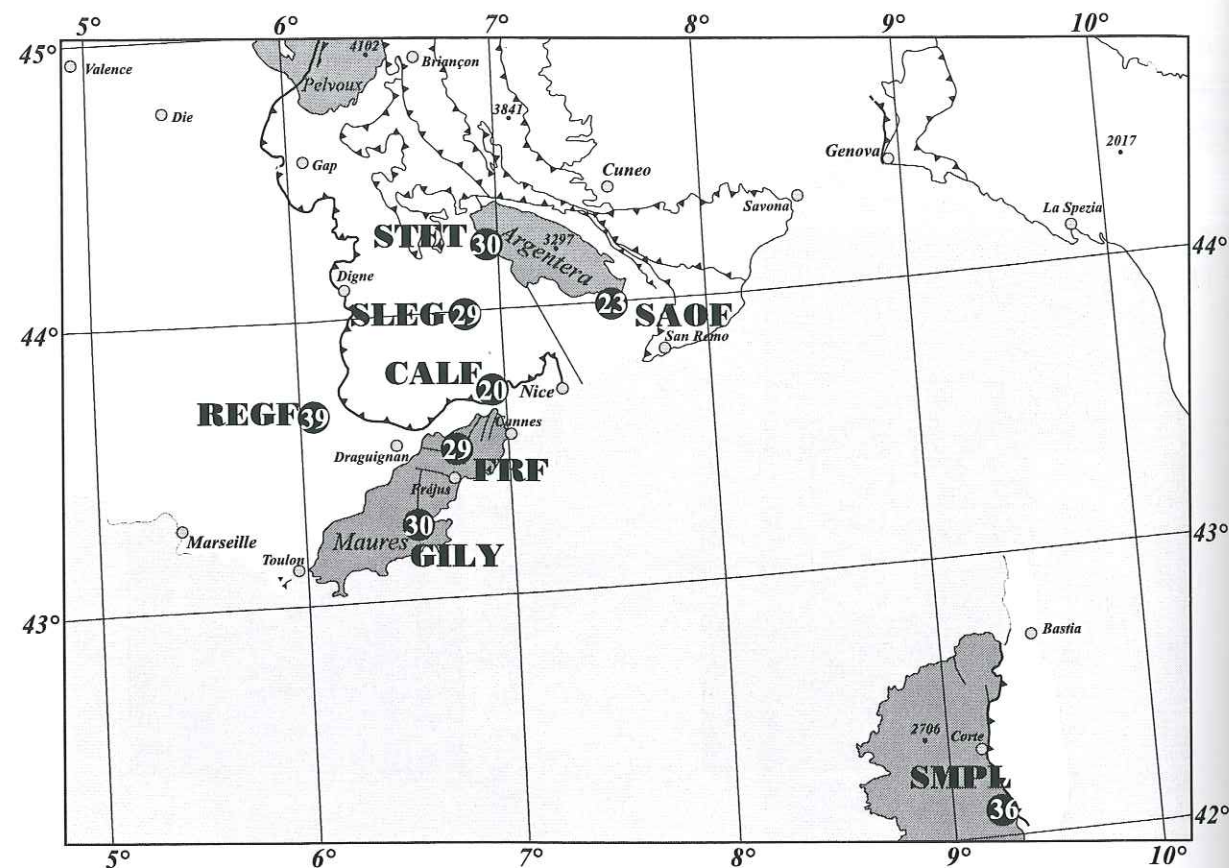 5° 6° 7° 8° 9° 10°
45°
4102
Valence
Briançon
Pelvoux
Die
3841
2017
Gap
Genova
Cuneo
Savona
La Spezia
STET 30
Argentera
3297
44°
Digne
SLEG 29
23 SAOF
San Remo
44°
CALF 20
Nice
REGF 39
Cannes
Draguignan
29 FRF
Fréjus
30
Marseille
Maures
GILY
43°
Toulon
43°
Bastia
2706
Corte
SMPL
36
42°
5° 6° 7° 8° 9° 10°